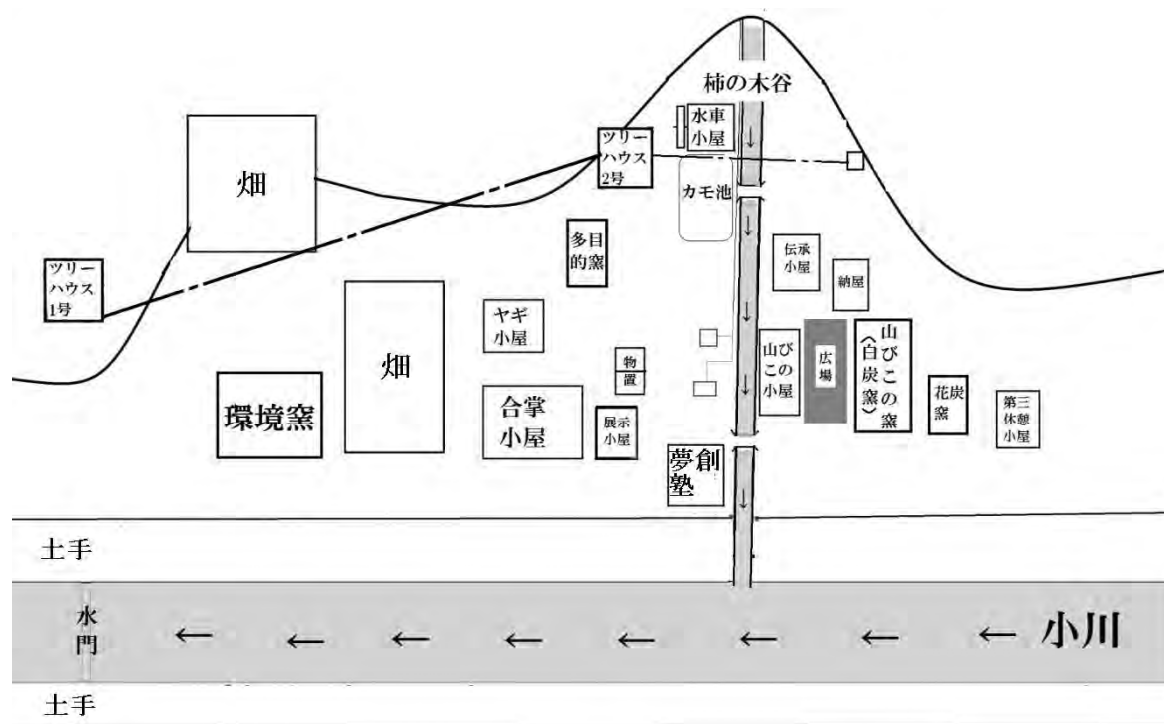 柿の木谷
水車
小屋
ツリー
ハウス
2号
カモ池
畑
多目
的窯
伝承
小屋
納屋
ツリー
ハウス
1号
ヤギ
小屋
畑
物
置
山び
この
小屋
広
場
山びこの窯
〈白炭窯〉
花炭
窯
第三
休憩
小屋
環境窯
合掌
小屋
展示
小屋
夢創
塾
土手
水
門
小川
土手
← ← ← ← ← ← ← ←
↓
↓
↓
↓
↓
↓